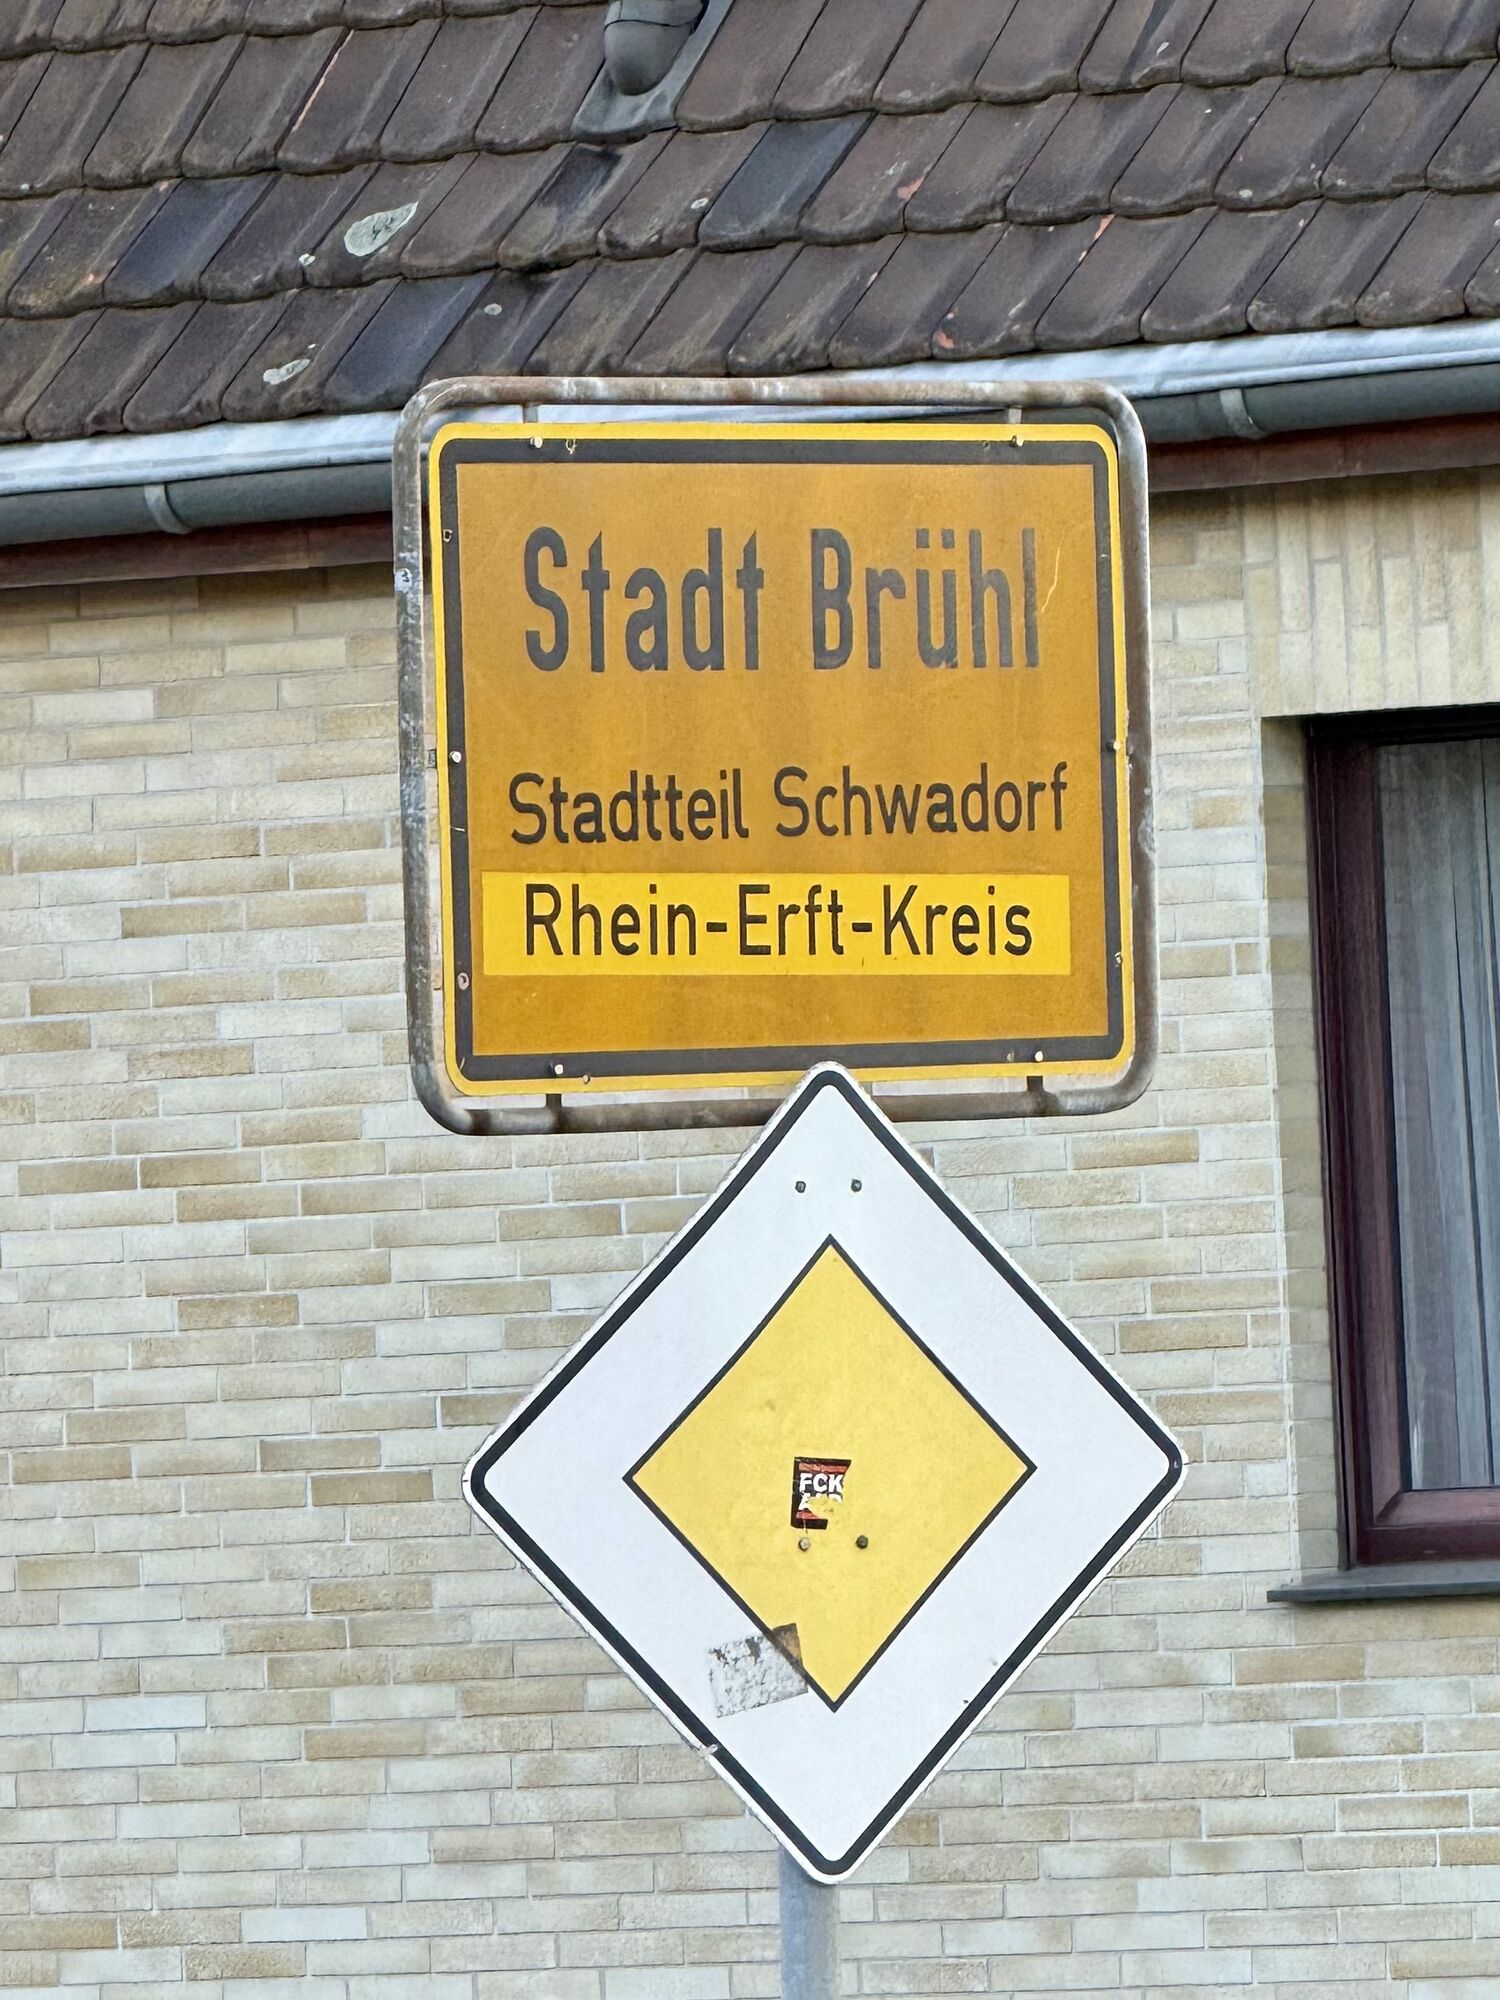 Stadt Brühl
Stadtteil Schwadorf
Rhein-Erft-Kreis
FCK